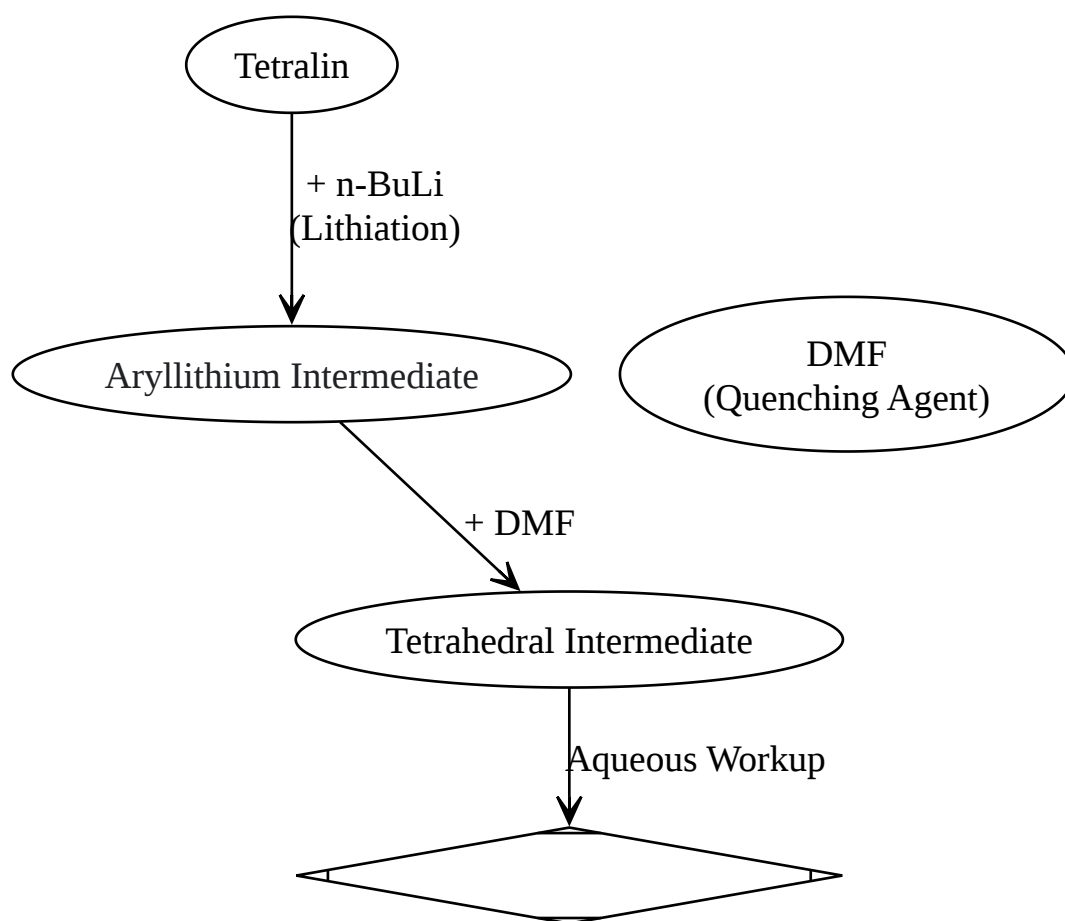 Tetralin
+ n-BuLi
(Lithiation)
Aryllithium Intermediate
DMF
(Quenching Agent)
+ DMF
Tetrahedral Intermediate
Aqueous Workup